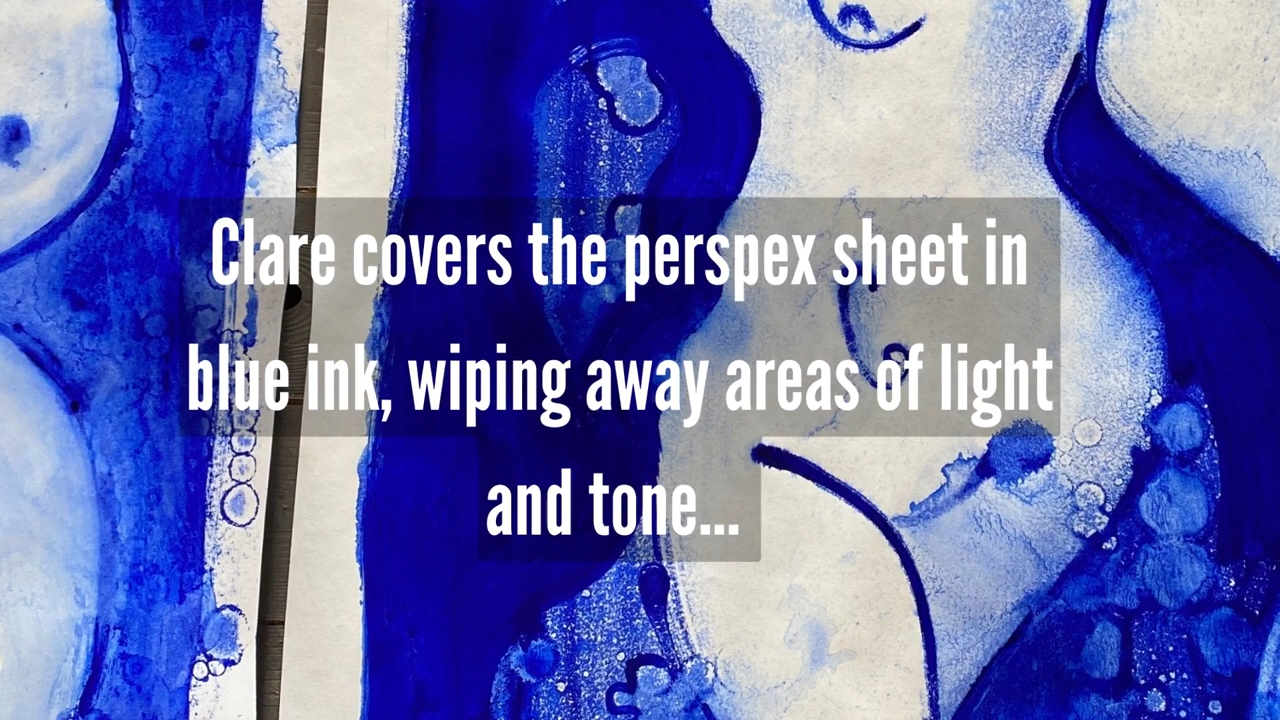 Clare covers the perspex sheet in
blue ink, wiping away areas of light
and tone...